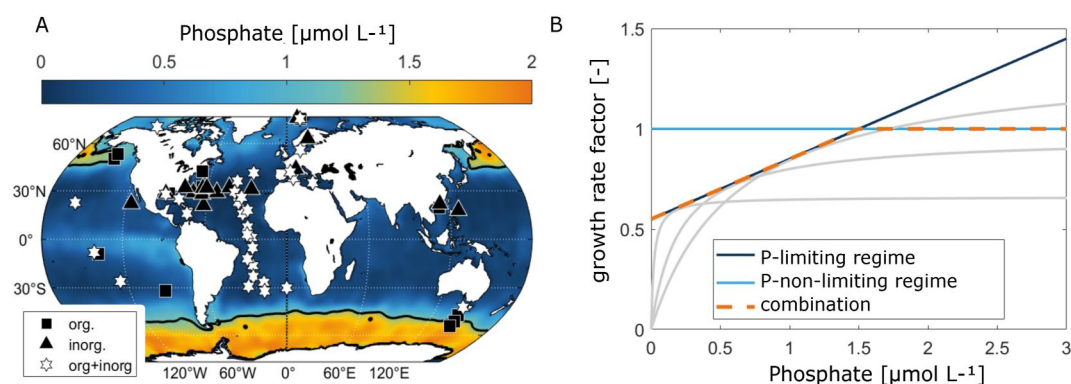 A
Phosphate [µmol L-¹]
0 0.5 1 1.5 2
60°N
30°N
0°
30°S
120°W 60°W 0° 60°E 120°E
org.
inorg.
org+inorg
B
growth rate factor [-]
1.5
1
0.5
0
P-limiting regime
P-non-limiting regime
combination
0 0.5 1 1.5 2 2.5 3
Phosphate [µmol L-¹]